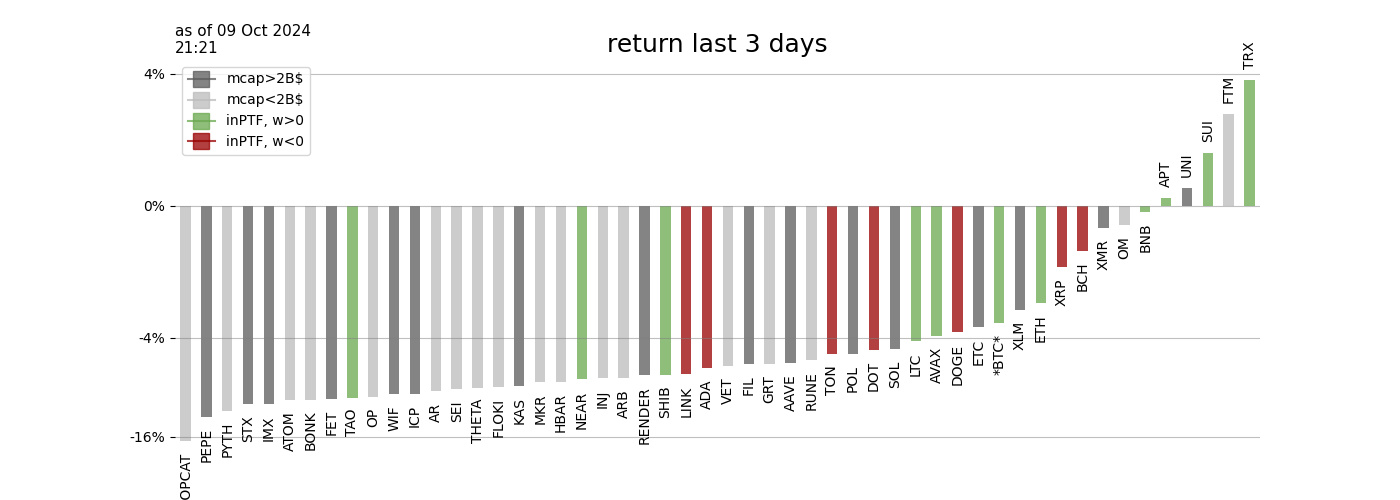 as of 09 Oct 2024
21:21
return last 3 days
mcap>2B$
mcap<2B$
inPTF, w>0
inPTF, w<0
4%
0%
-4%
-16%
OPCAT
PEPE
PYTH
STX
IMX
ATOM
BONK
FET
TAO
OP
WIF
ICP
AR
SEI
THETA
FLOKI
KAS
MKR
HBAR
NEAR
INJ
ARB
RENDER
SHIB
LINK
ADA
VET
FIL
GRT
AAVE
RUNE
TON
POL
DOT
SOL
LTC
AVAX
DOGE
ETC
*BTC*
XLM
ETH
XRP
BCH
XMR
OM
BNB
APT
UNI
SUI
FTM
TRX